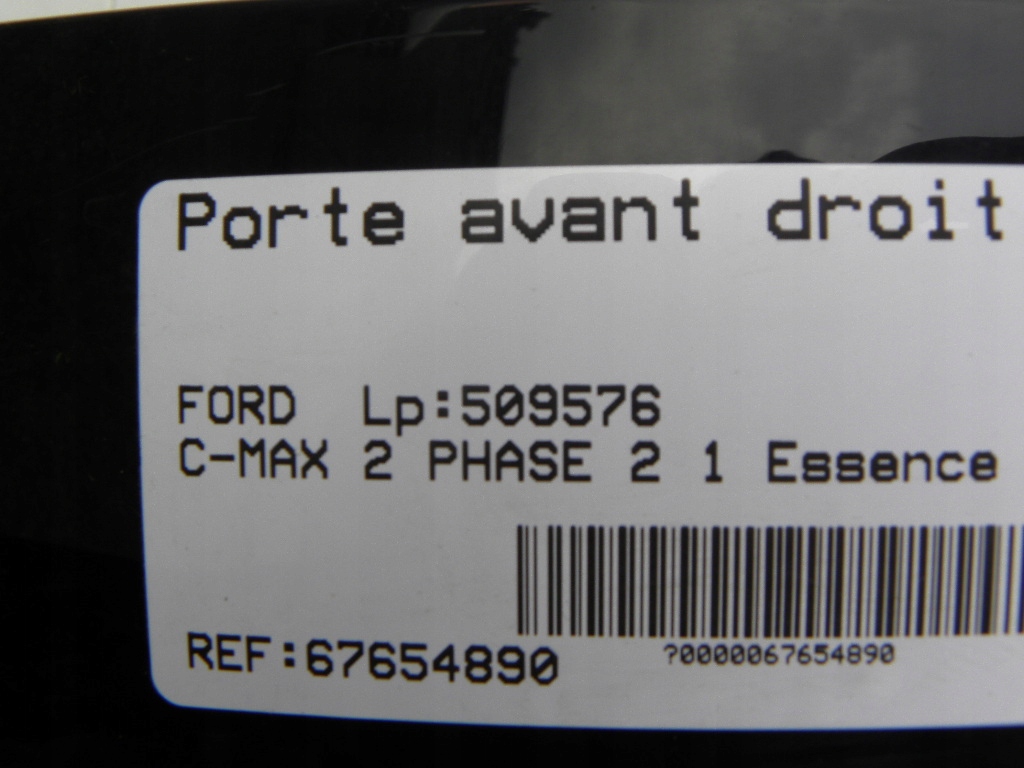 Porte avant droit
FORD Lp:509576
C-MAX 2 PHASE 2 1 Essence
REF:67654890
?0000067654890